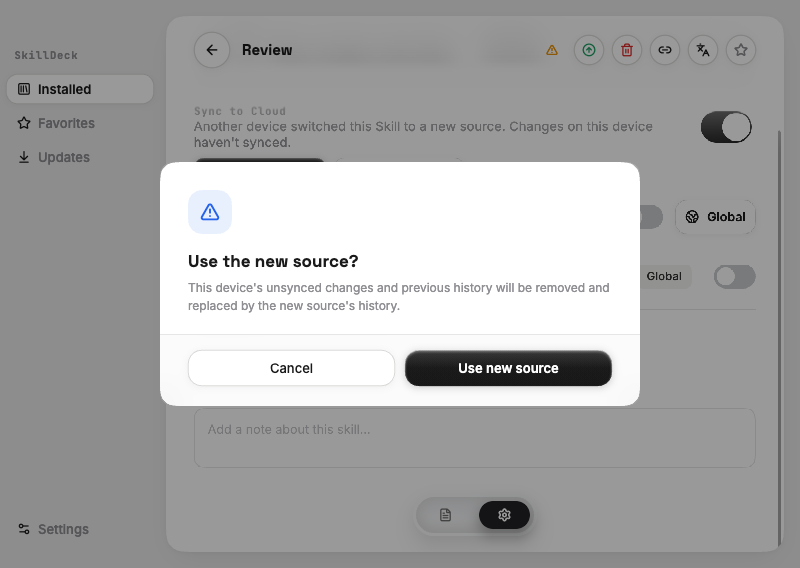 SkillDeck
Installed
Favorites
Updates
Settings
Review
Sync to Cloud
Another device switched this Skill to a new source. Changes on this device
haven't synced.
Global
Global
Use the new source?
This device's unsynced changes and previous history will be removed and
replaced by the new source's history.
Cancel
Use new source
Add a note about this skill...